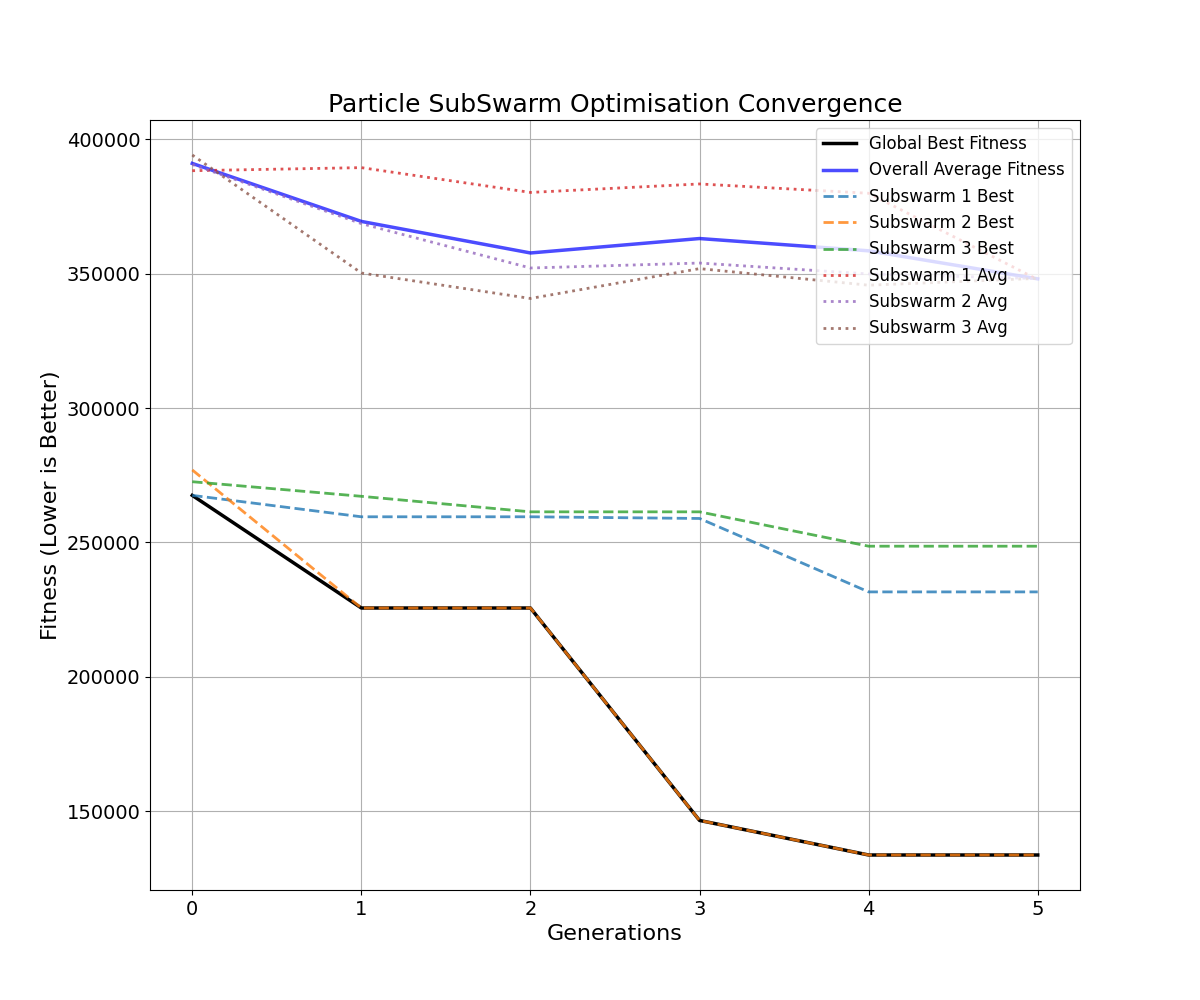 Particle SubSwarm Optimisation Convergence
400000
350000
300000
250000
200000
150000
Fitness (Lower is Better)
Global Best Fitness
Overall Average Fitness
Subswarm 1 Best
Subswarm 2 Best
Subswarm 3 Best
Subswarm 1 Avg
Subswarm 2 Avg
Subswarm 3 Avg
0 1 2 3 4 5
Generations